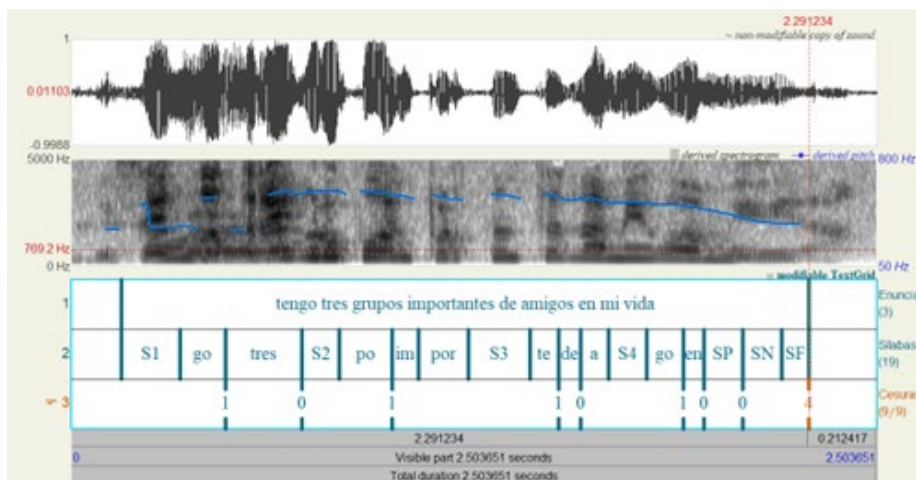 2.291234
~ non-modifiable copy of sound
1
0.01103
-0.9988
5000 Hz
derived spectrogram
derived pitch
800 Hz
769.2 Hz
0 Hz
50 Hz
modifiable TextGrid
1
tengo tres grupos importantes de amigos en mi vida
Enuncia
(3)
2
S1 go tres S2 po im por S3 te de a S4 go en SP SN SF
Sílabas
(19)
3
1 0 1 1 0 1 0 0 4
Cesuras
(9/9)
2.291234 0.212417
0 Visible part 2.503651 seconds 2.503651
Total duration 2.503651 seconds